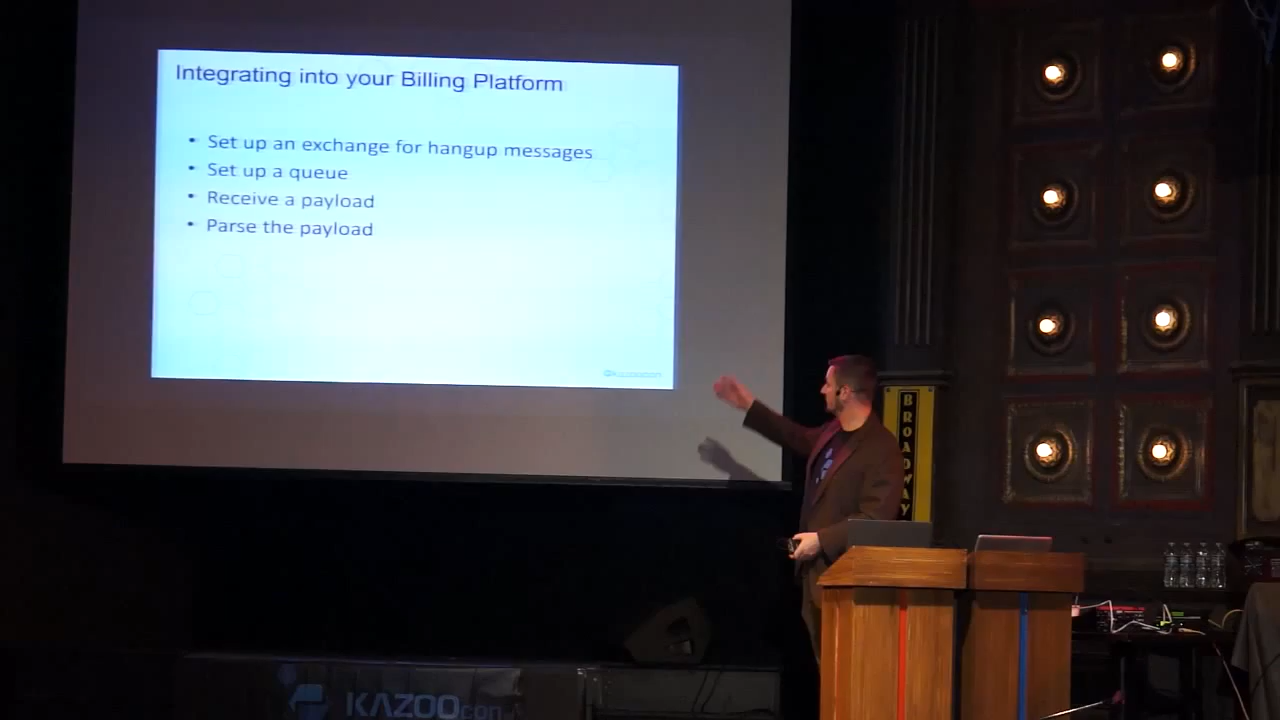 Integrating into your Billing Platform
• Set up an exchange for hangup messages
• Set up a queue
• Receive a payload
• Parse the payload
BROADWAY
KAZOOcon